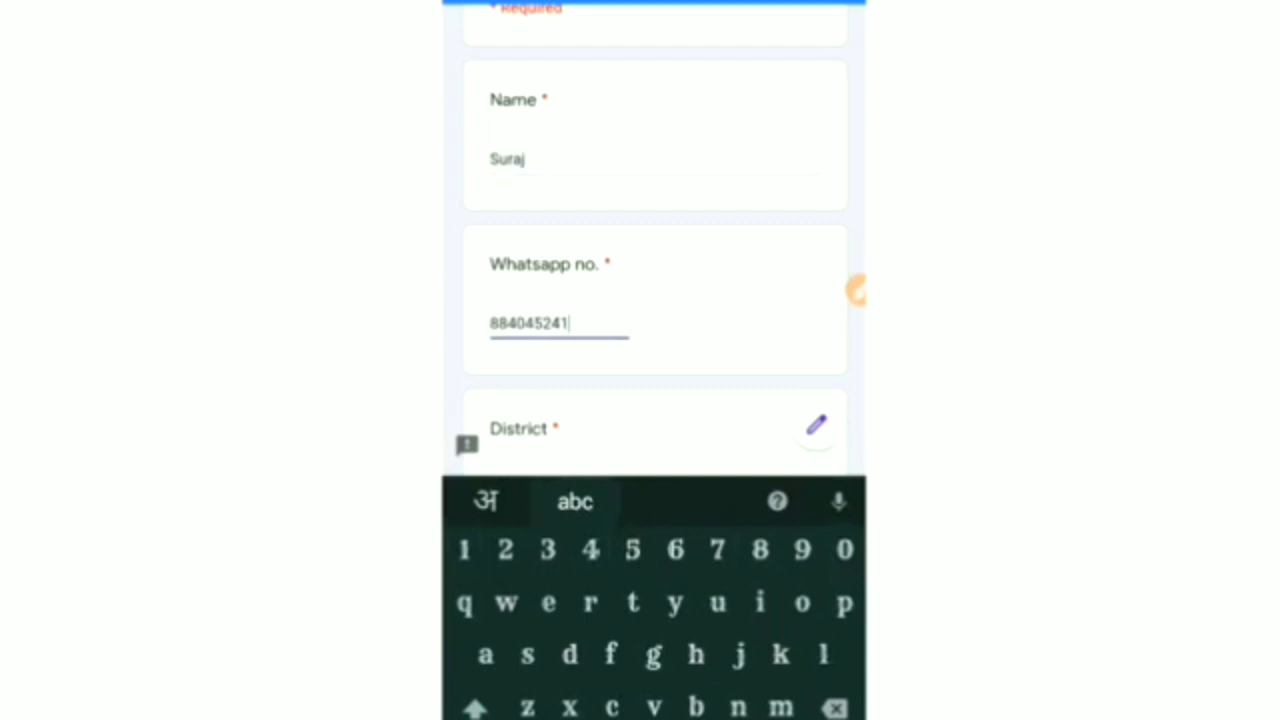 * Required
Name *
Suraj
Whatsapp no. *
884045241
District *
अ abc
1 2 3 4 5 6 7 8 9 0
q w e r t y u i o p
a s d f g h j k l
z x c v b n m